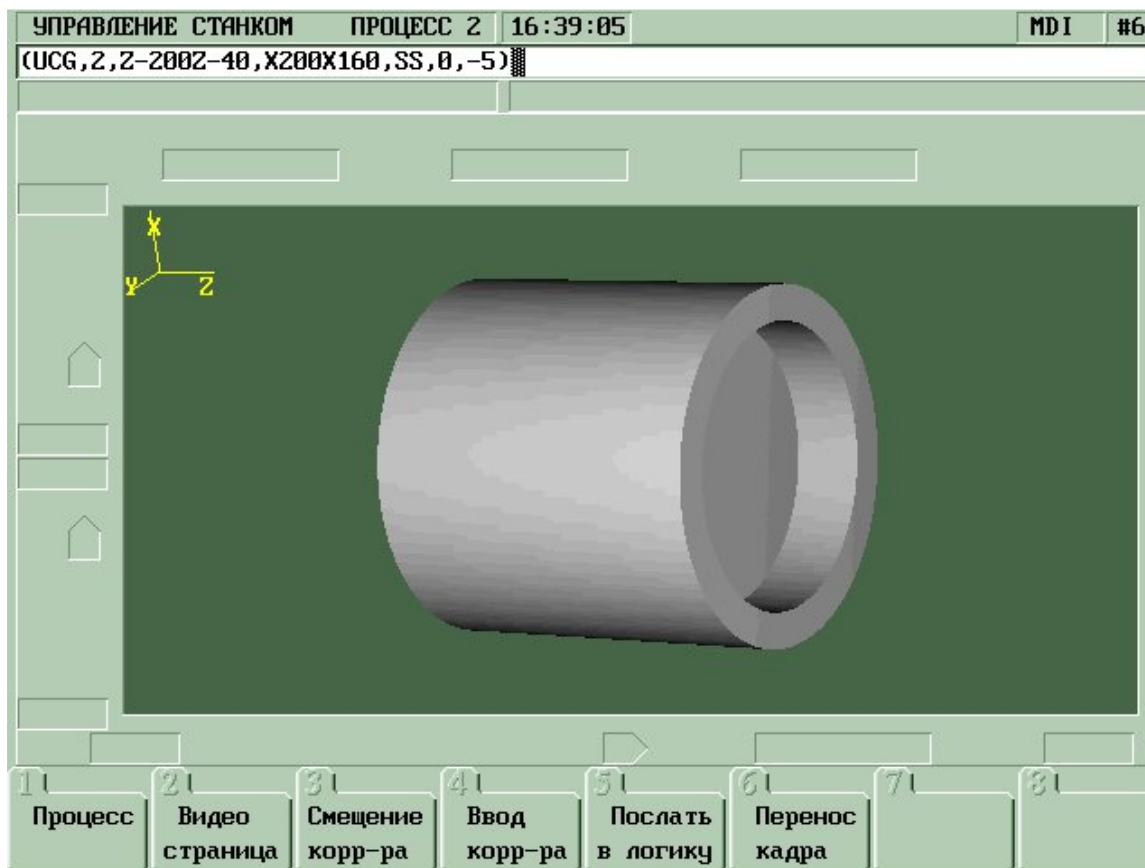 УПРАВЛЕНИЕ СТАНКОМ ПРОЦЕСС 2 16:39:05 MDI #6
(UCG,2,Z-200Z-40,X200X160,SS,0,-5)
X
Y Z
1 2 3 4 5 6 7 8
Процесс Видео Смещение Ввод Послать Перенос
страница корр-ра корр-ра в логику кадра